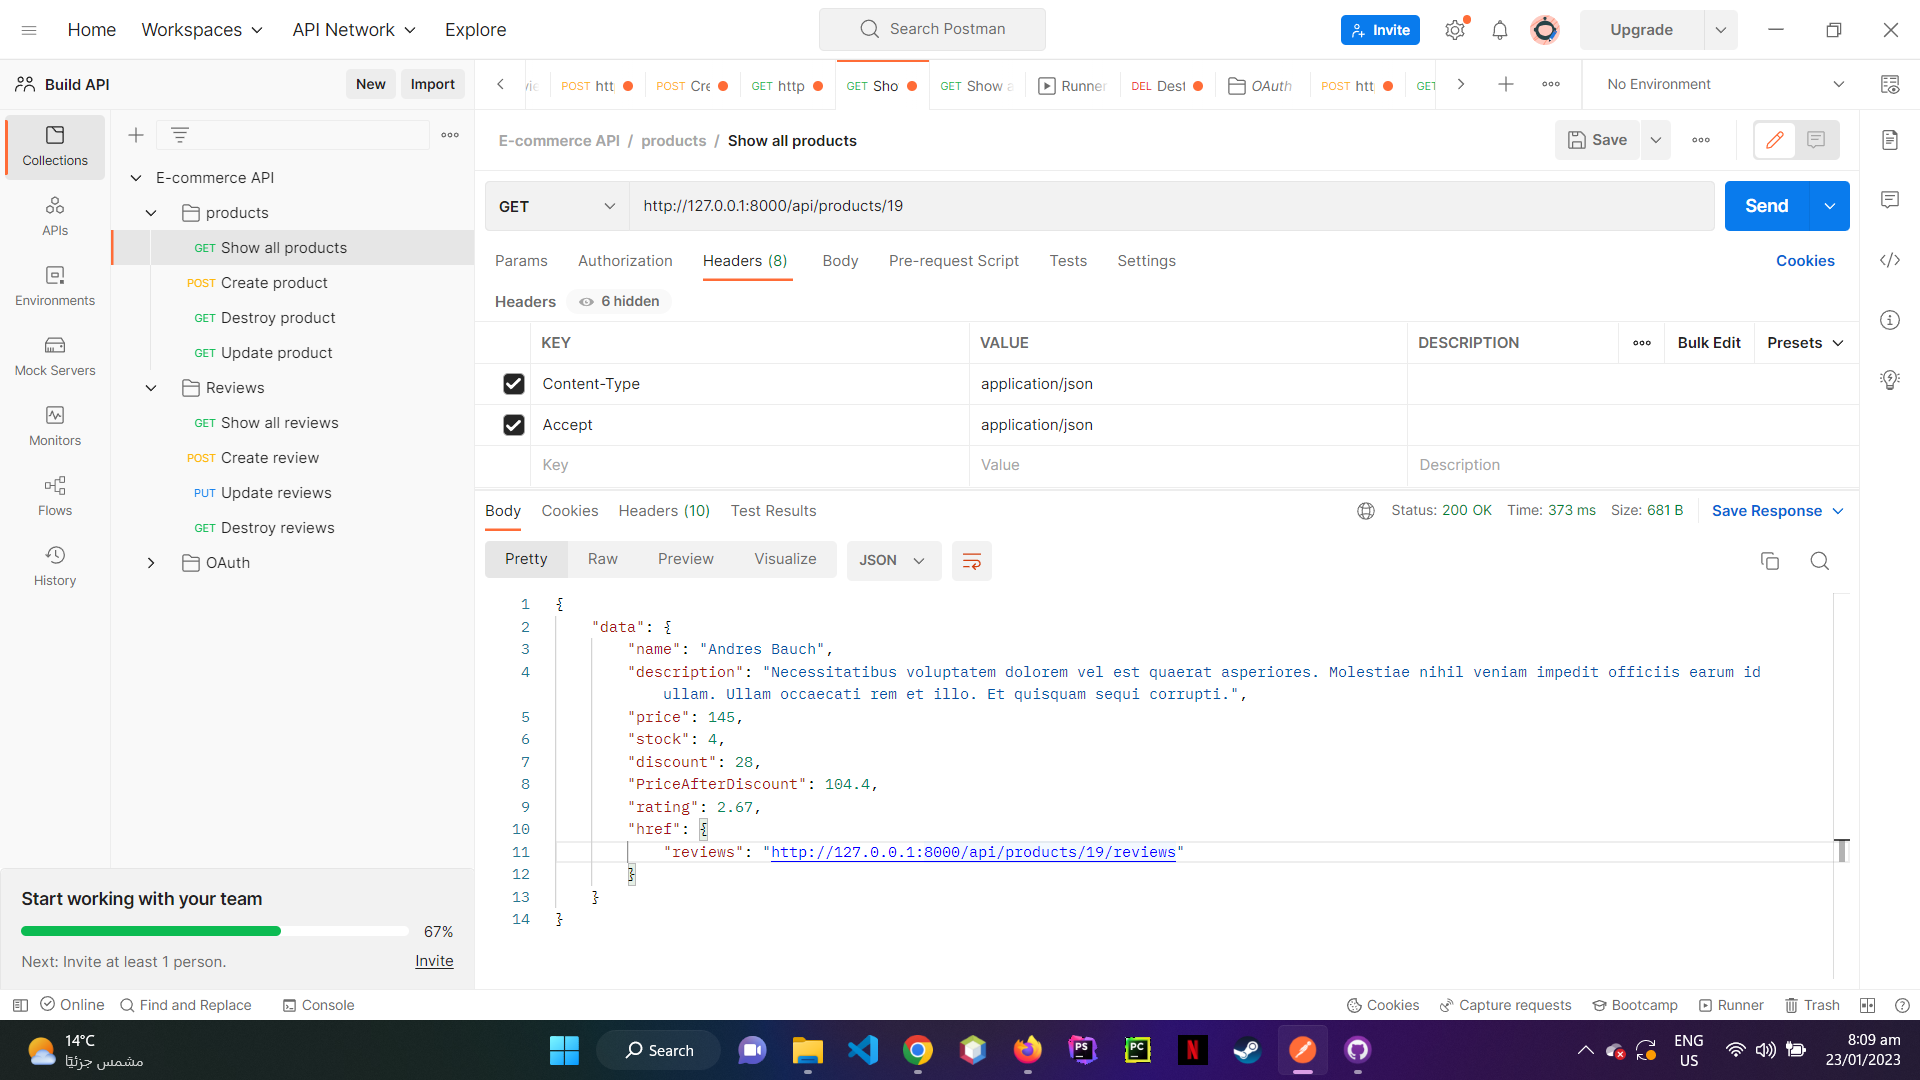 Home Workspaces API Network Explore Search Postman Invite Upgrade
Build API New Import
POST htt POST Cre GET http GET Sho GET Show a Runner DEL Dest OAuth POST htt GET No Environment
Collections
APIs
Environments
Mock Servers
Monitors
Flows
History
E-commerce API
products
GET Show all products
POST Create product
GET Destroy product
GET Update product
Reviews
GET Show all reviews
POST Create review
PUT Update reviews
GET Destroy reviews
OAuth
Start working with your team
67%
Next: Invite at least 1 person. Invite
E-commerce API / products / Show all products Save
GET http://127.0.0.1:8000/api/products/19 Send
Params Authorization Headers (8) Body Pre-request Script Tests Settings Cookies
Headers 6 hidden
KEY VALUE DESCRIPTION Bulk Edit Presets
Content-Type application/json
Accept application/json
Key Value Description
Body Cookies Headers (10) Test Results Status: 200 OK Time: 373 ms Size: 681 B Save Response
Pretty Raw Preview Visualize JSON
1 {
2 "data": {
3 "name": "Andres Bauch",
4 "description": "Necessitatibus voluptatem dolorem vel est quaerat asperiores. Molestiae nihil veniam impedit officiis earum id
ullam. Ullam occaecati rem et illo. Et quisquam sequi corrupti.",
5 "price": 145,
6 "stock": 4,
7 "discount": 28,
8 "PriceAfterDiscount": 104.4,
9 "rating": 2.67,
10 "href": {
11 "reviews": "http://127.0.0.1:8000/api/products/19/reviews"
12 }
13 }
14 }
Online Find and Replace Console Cookies Capture requests Bootcamp Runner Trash
14°C
مشمس جزئيًا
Search
PS
PC
N
ENG
US
8:09 am
23/01/2023